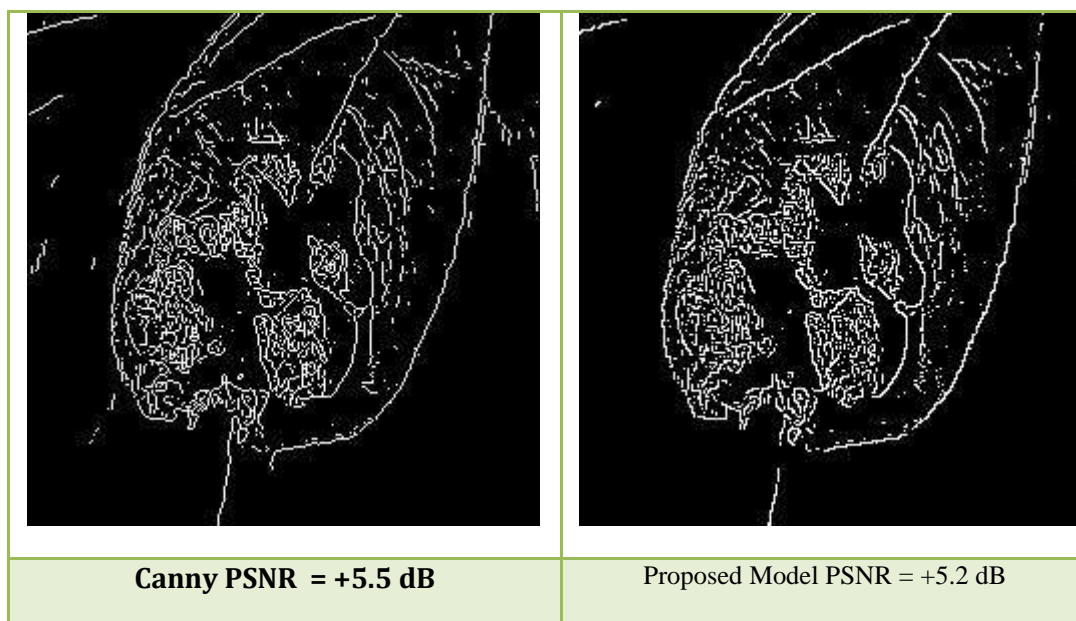 Canny PSNR = +5.5 dB
Proposed Model PSNR = +5.2 dB